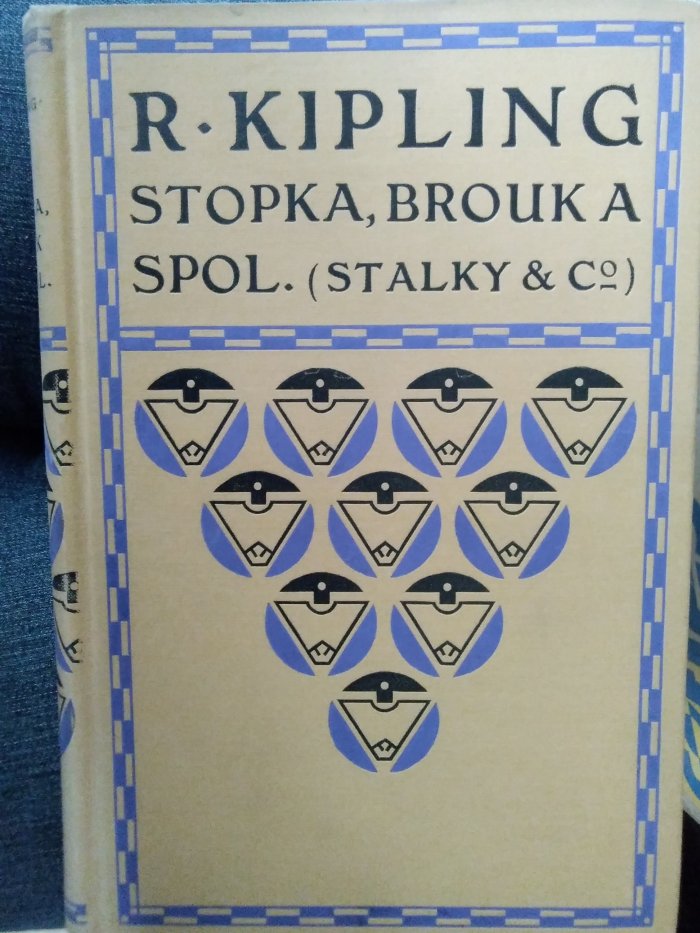 R·KIPLING
STOPKA, BROUK A
SPOL. (STALKY & Cº)